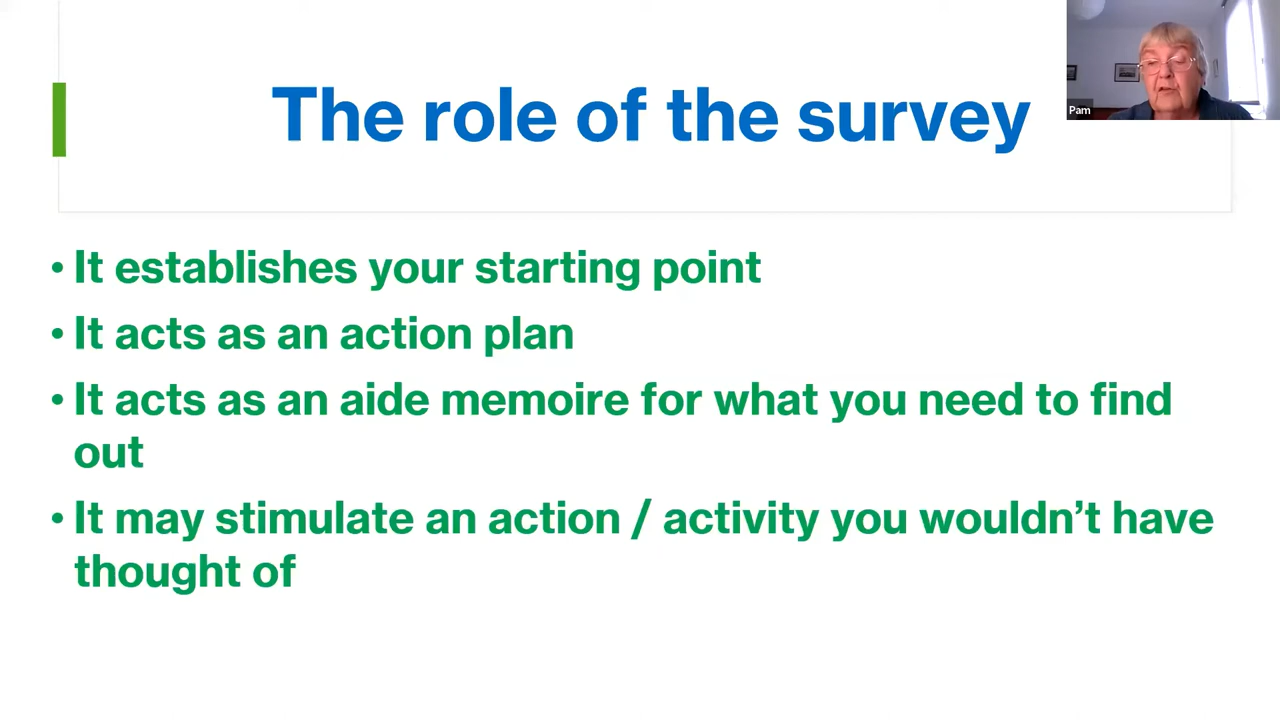 The role of the survey
Pam
• It establishes your starting point
• It acts as an action plan
• It acts as an aide memoire for what you need to find
out
• It may stimulate an action / activity you wouldn’t have
thought of